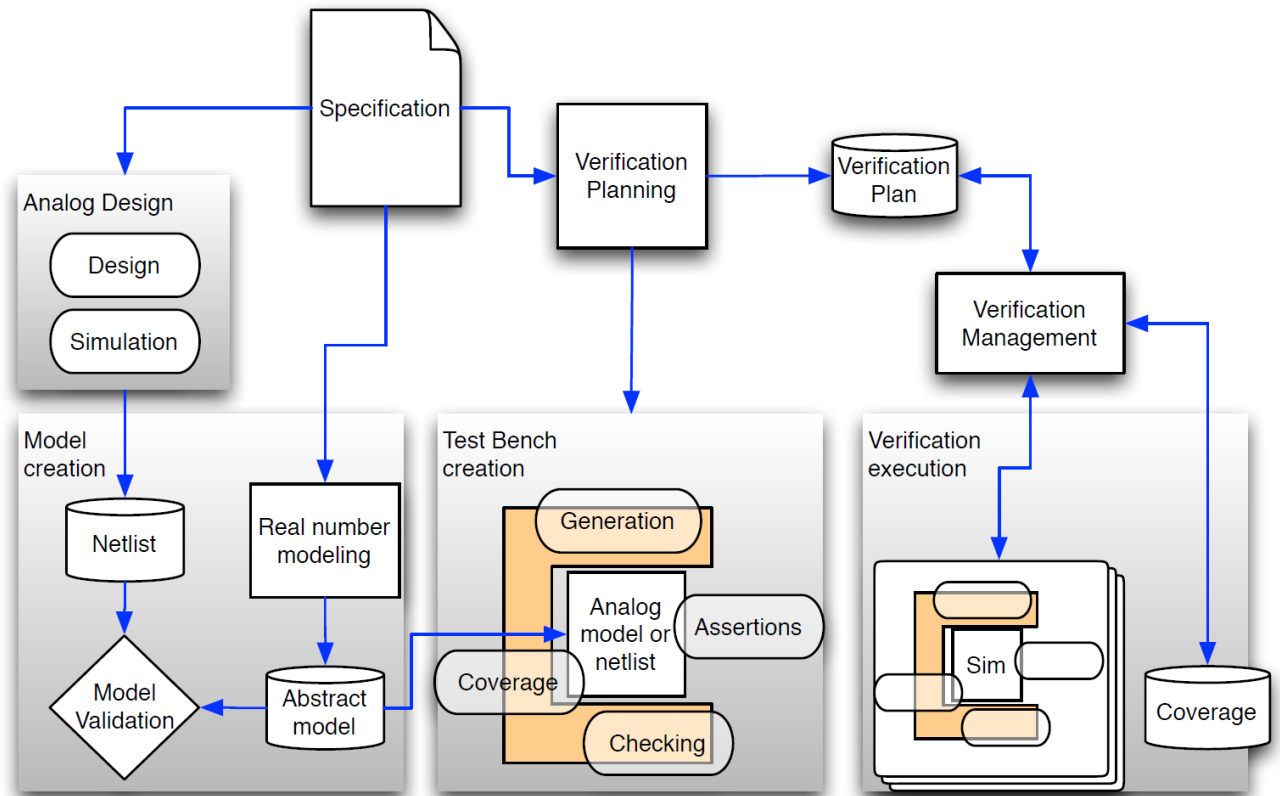 Specification
Verification
Planning
Verification
Plan
Analog Design
Design
Simulation
Verification
Management
Model
creation
Netlist
Real number
modeling
Model
Validation
Abstract
model
Test Bench
creation
Generation
Analog
model or
netlist
Assertions
Coverage
Checking
Verification
execution
Sim
Coverage